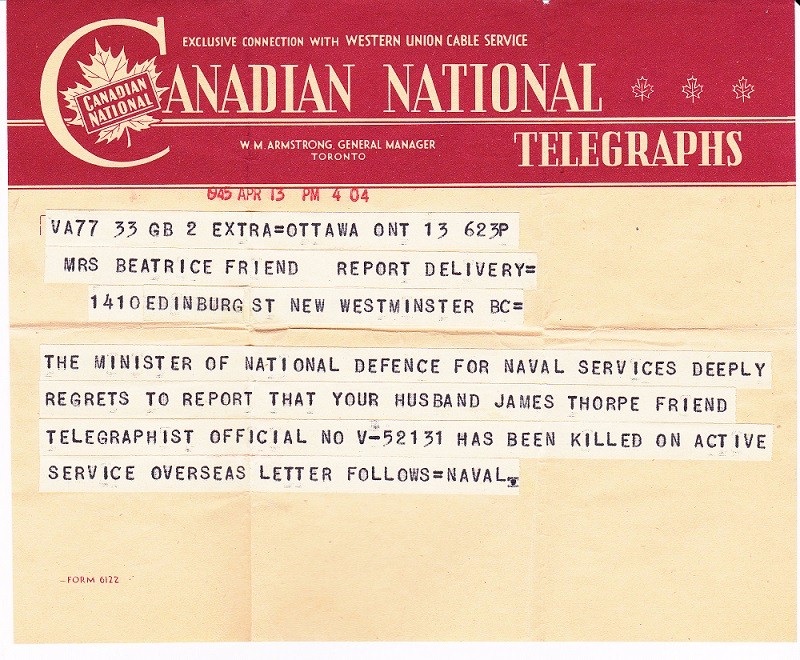 EXCLUSIVE CONNECTION WITH WESTERN UNION CABLE SERVICE
CANADIAN NATIONAL
CANADIAN NATIONAL
W. M. ARMSTRONG, GENERAL MANAGER
TORONTO
TELEGRAPHS
1945 APR 13 PM 4 04
VA77 33 GB 2 EXTRA=OTTAWA ONT 13 623P
MRS BEATRICE FRIEND REPORT DELIVERY=
1410 EDINBURG ST NEW WESTMINSTER BC=
THE MINISTER OF NATIONAL DEFENCE FOR NAVAL SERVICES DEEPLY
REGRETS TO REPORT THAT YOUR HUSBAND JAMES THORPE FRIEND
TELEGRAPHIST OFFICIAL NO V-52131 HAS BEEN KILLED ON ACTIVE
SERVICE OVERSEAS LETTER FOLLOWS=NAVAL.
FORM 6122